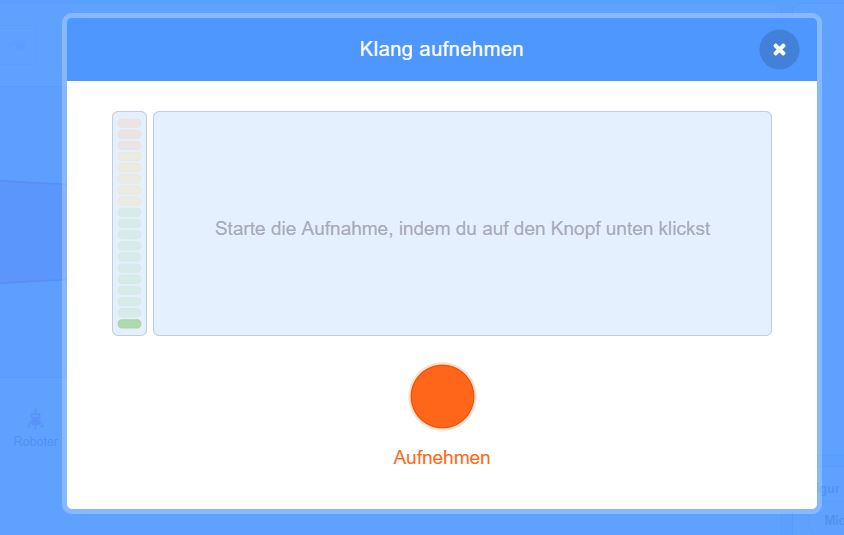 Klang aufnehmen
Starte die Aufnahme, indem du auf den Knopf unten klickst
Aufnehmen
Roboter